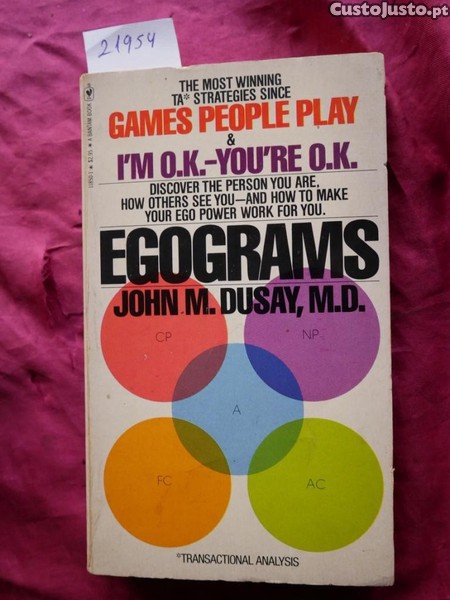 CustoJusto.pt
21954
THE MOST WINNING
TA* STRATEGIES SINCE
GAMES PEOPLE PLAY
&
I'M O.K.-YOU'RE O.K.
DISCOVER THE PERSON YOU ARE,
HOW OTHERS SEE YOU—AND HOW TO MAKE
YOUR EGO POWER WORK FOR YOU.
EGOGRAMS
JOHN M. DUSAY, M.D.
CP
NP
A
FC
AC
*TRANSACTIONAL ANALYSIS
A BANTAM BOOK